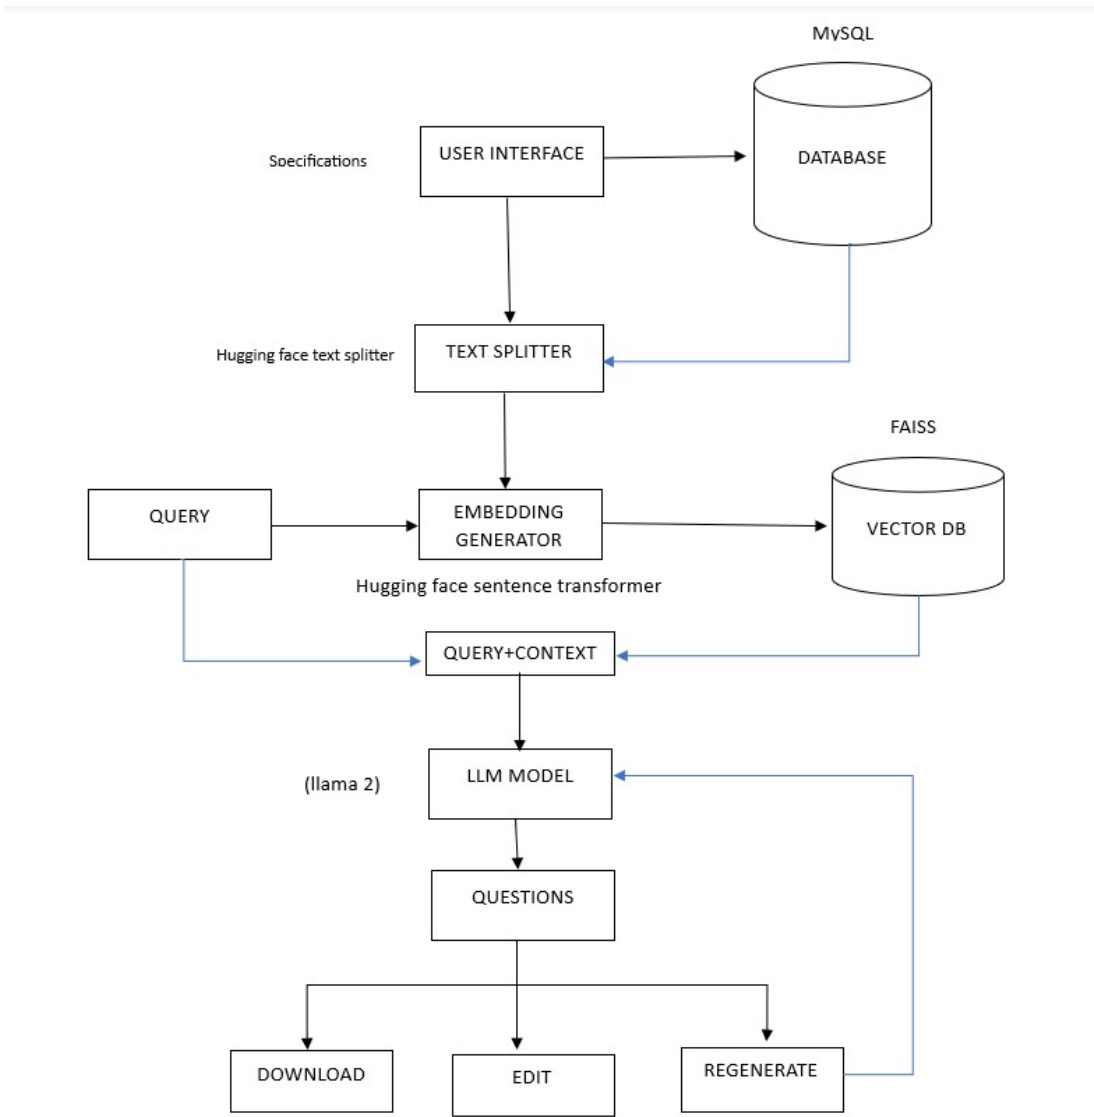 MySQL
USER INTERFACE
Specifications
DATABASE
TEXT SPLITTER
Hugging face text splitter
FAISS
QUERY
EMBEDDING
GENERATOR
VECTOR DB
Hugging face sentence transformer
QUERY+CONTEXT
LLM MODEL
(llama 2)
QUESTIONS
DOWNLOAD
EDIT
REGENERATE